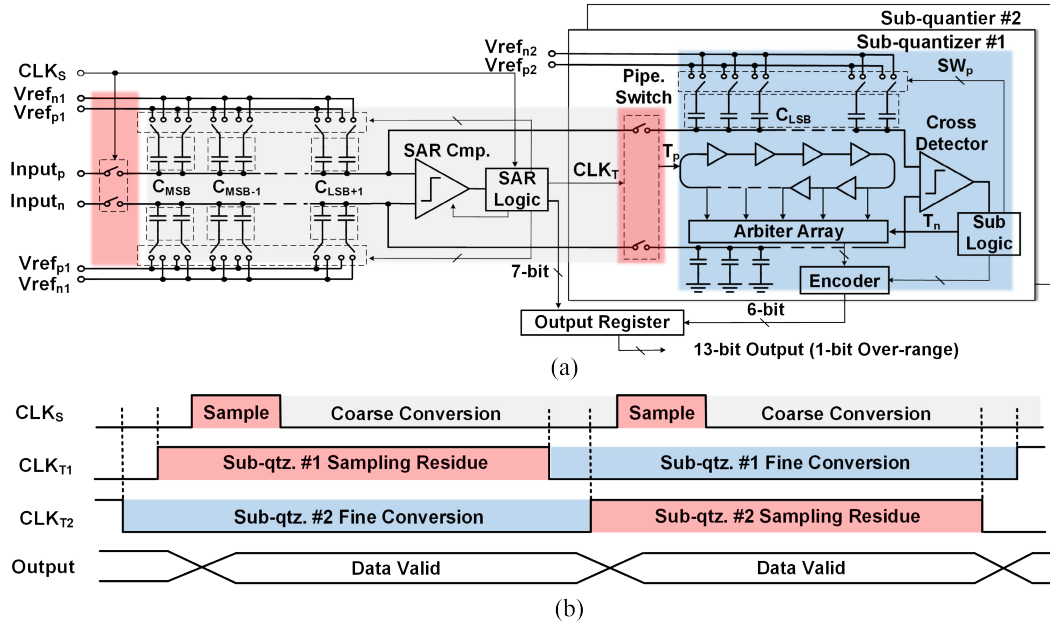 Sub-quantier #2
Sub-quantizer #1
Vrefn2
Vrefp2
SWp
CLKS
Vrefn1
Vrefp1
Pipe.
Switch
CLSB
Cross
Detector
SAR Cmp.
Inputp
CMSB
CMSB-1
CLSB+1
SAR
Logic
CLKT
Tp
Inputn
Arbiter Array
Tn
Sub
Logic
Vrefp1
Vrefn1
7-bit
Encoder
6-bit
Output Register
13-bit Output (1-bit Over-range)
(a)
CLKS
Sample
Coarse Conversion
Sample
Coarse Conversion
CLKT1
Sub-qtz. #1 Sampling Residue
Sub-qtz. #1 Fine Conversion
CLKT2
Sub-qtz. #2 Fine Conversion
Sub-qtz. #2 Sampling Residue
Output
Data Valid
Data Valid
(b)